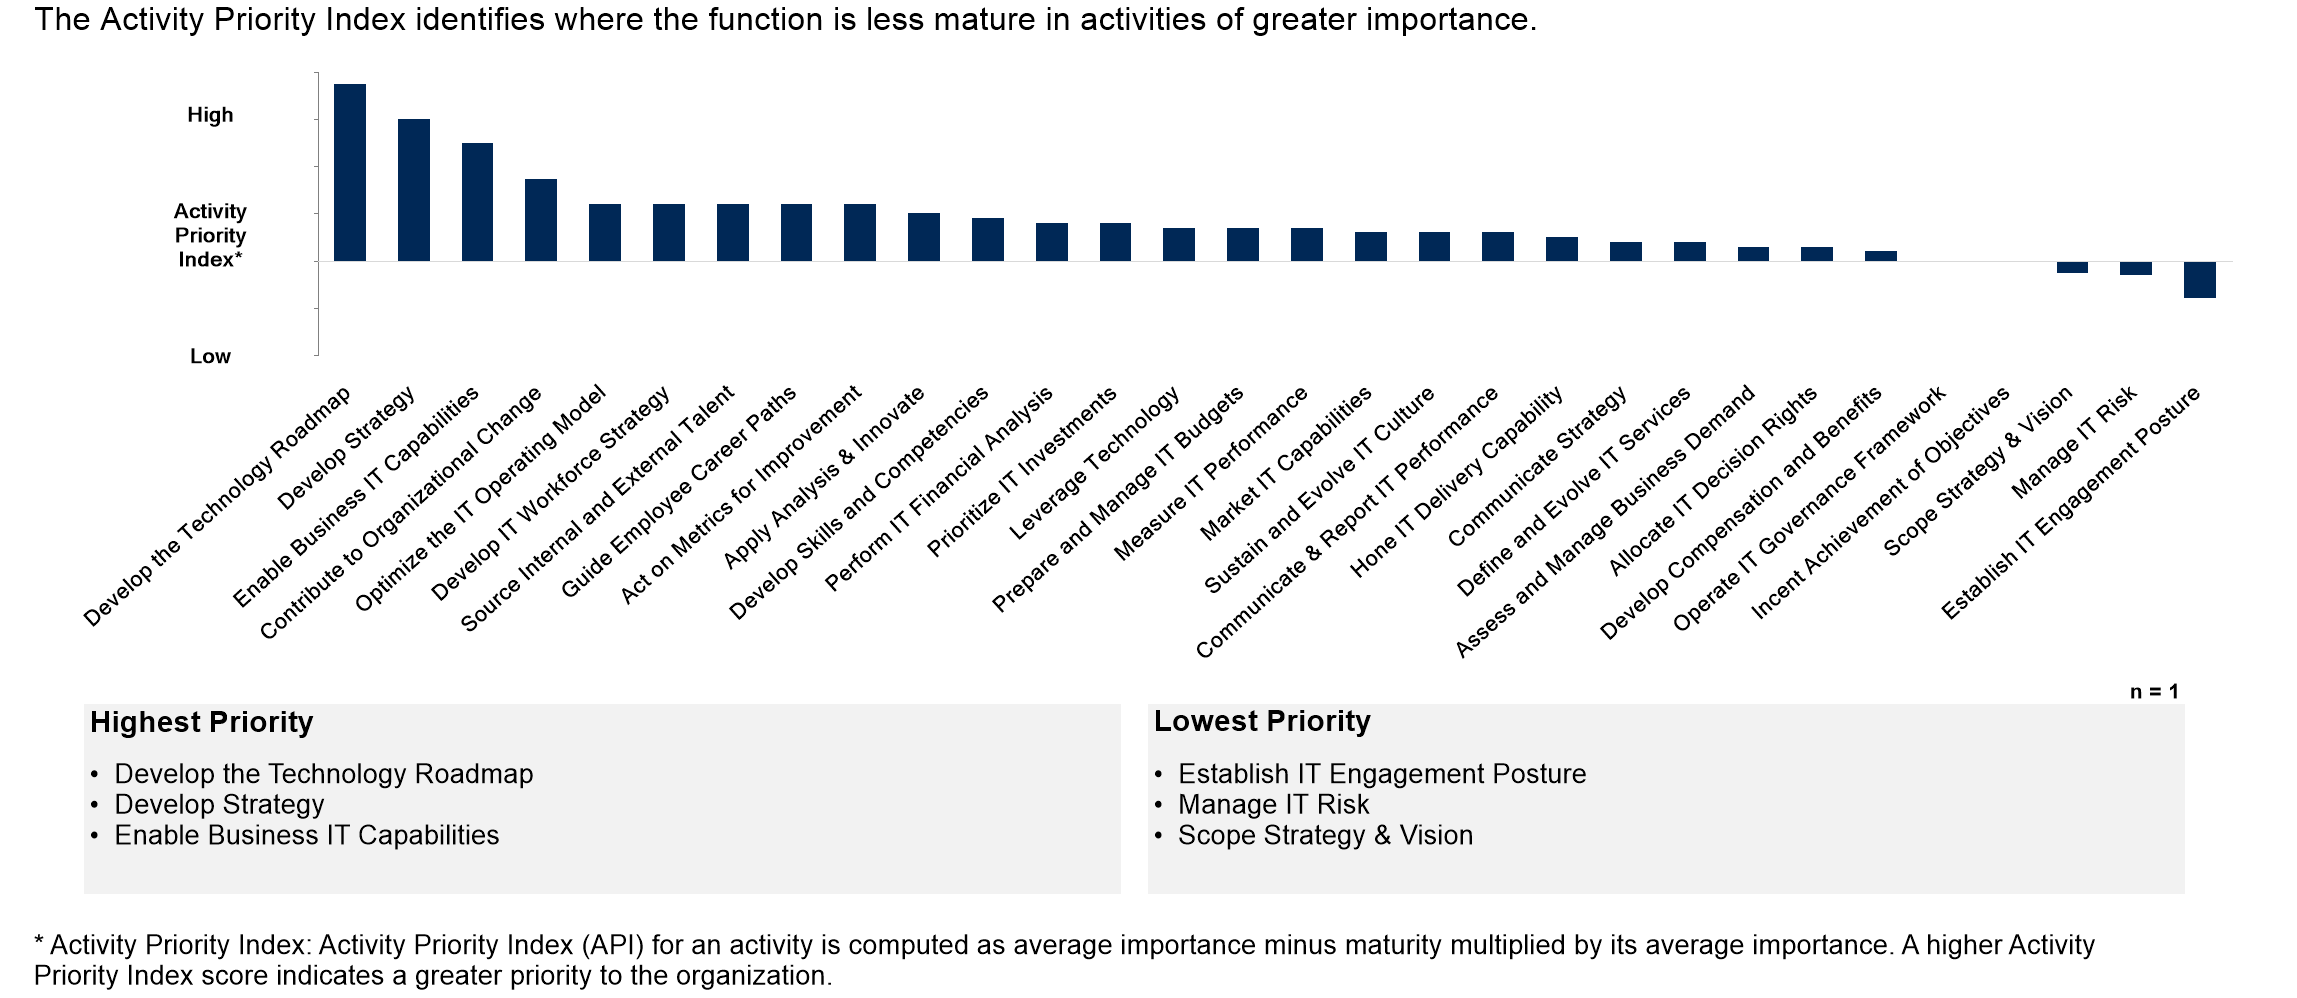 The Activity Priority Index identifies where the function is less mature in activities of greater importance.
High
Activity
Priority
Index*
Low
Develop the Technology Roadmap
Develop Strategy
Enable Business IT Capabilities
Contribute to Organizational Change
Optimize the IT Operating Model
Develop IT Workforce Strategy
Source Internal and External Talent
Guide Employee Career Paths
Act on Metrics for Improvement
Apply Analysis & Innovate
Develop Skills and Competencies
Perform IT Financial Analysis
Prioritize IT Investments
Leverage Technology
Prepare and Manage IT Budgets
Measure IT Performance
Market IT Capabilities
Sustain and Evolve IT Culture
Communicate & Report IT Performance
Hone IT Delivery Capability
Communicate Strategy
Define and Evolve IT Services
Assess and Manage Business Demand
Allocate IT Decision Rights
Develop Compensation and Benefits
Operate IT Governance Framework
Incent Achievement of Objectives
Scope Strategy & Vision
Manage IT Risk
Establish IT Engagement Posture
n = 1
Highest Priority
• Develop the Technology Roadmap
• Develop Strategy
• Enable Business IT Capabilities
Lowest Priority
• Establish IT Engagement Posture
• Manage IT Risk
• Scope Strategy & Vision
* Activity Priority Index: Activity Priority Index (API) for an activity is computed as average importance minus maturity multiplied by its average importance. A higher Activity
Priority Index score indicates a greater priority to the organization.